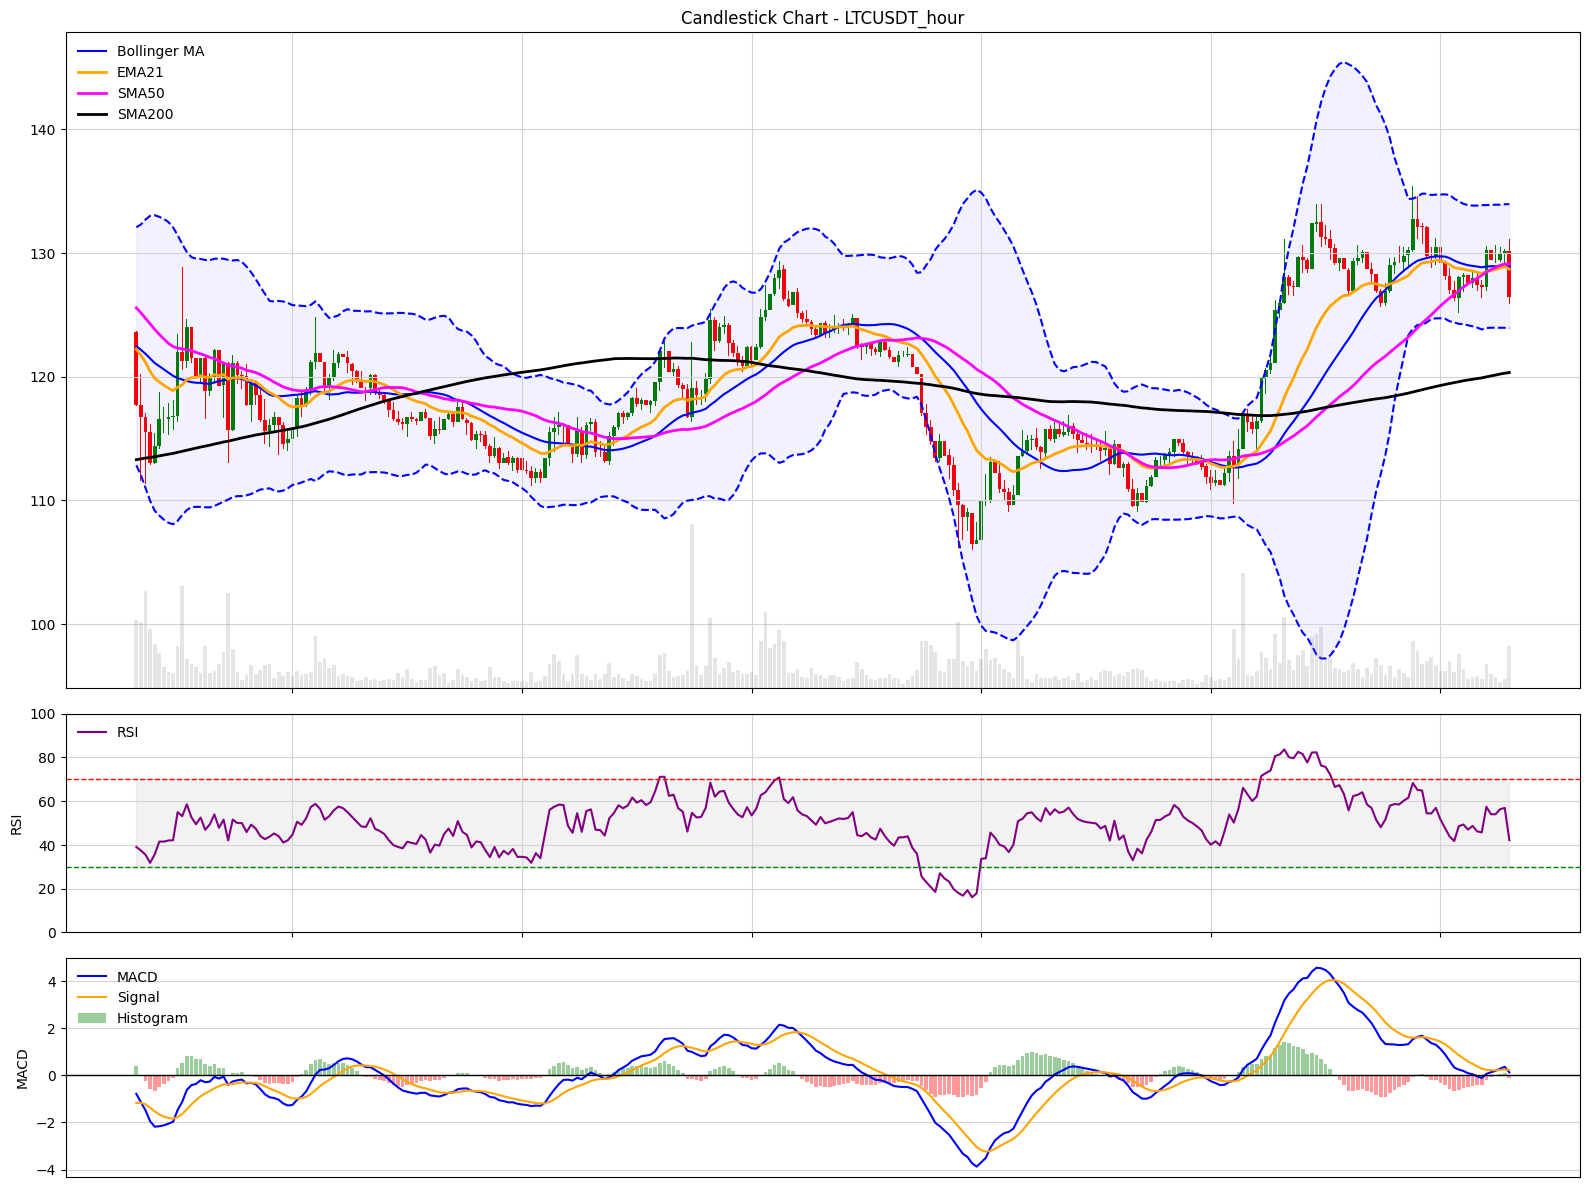 Candlestick Chart - LTCUSDT_hour
Bollinger MA
EMA21
SMA50
SMA200
140
130
120
110
100
RSI
100
80
60
40
20
0
RSI
MACD
Signal
Histogram
4
2
0
−2
−4
MACD